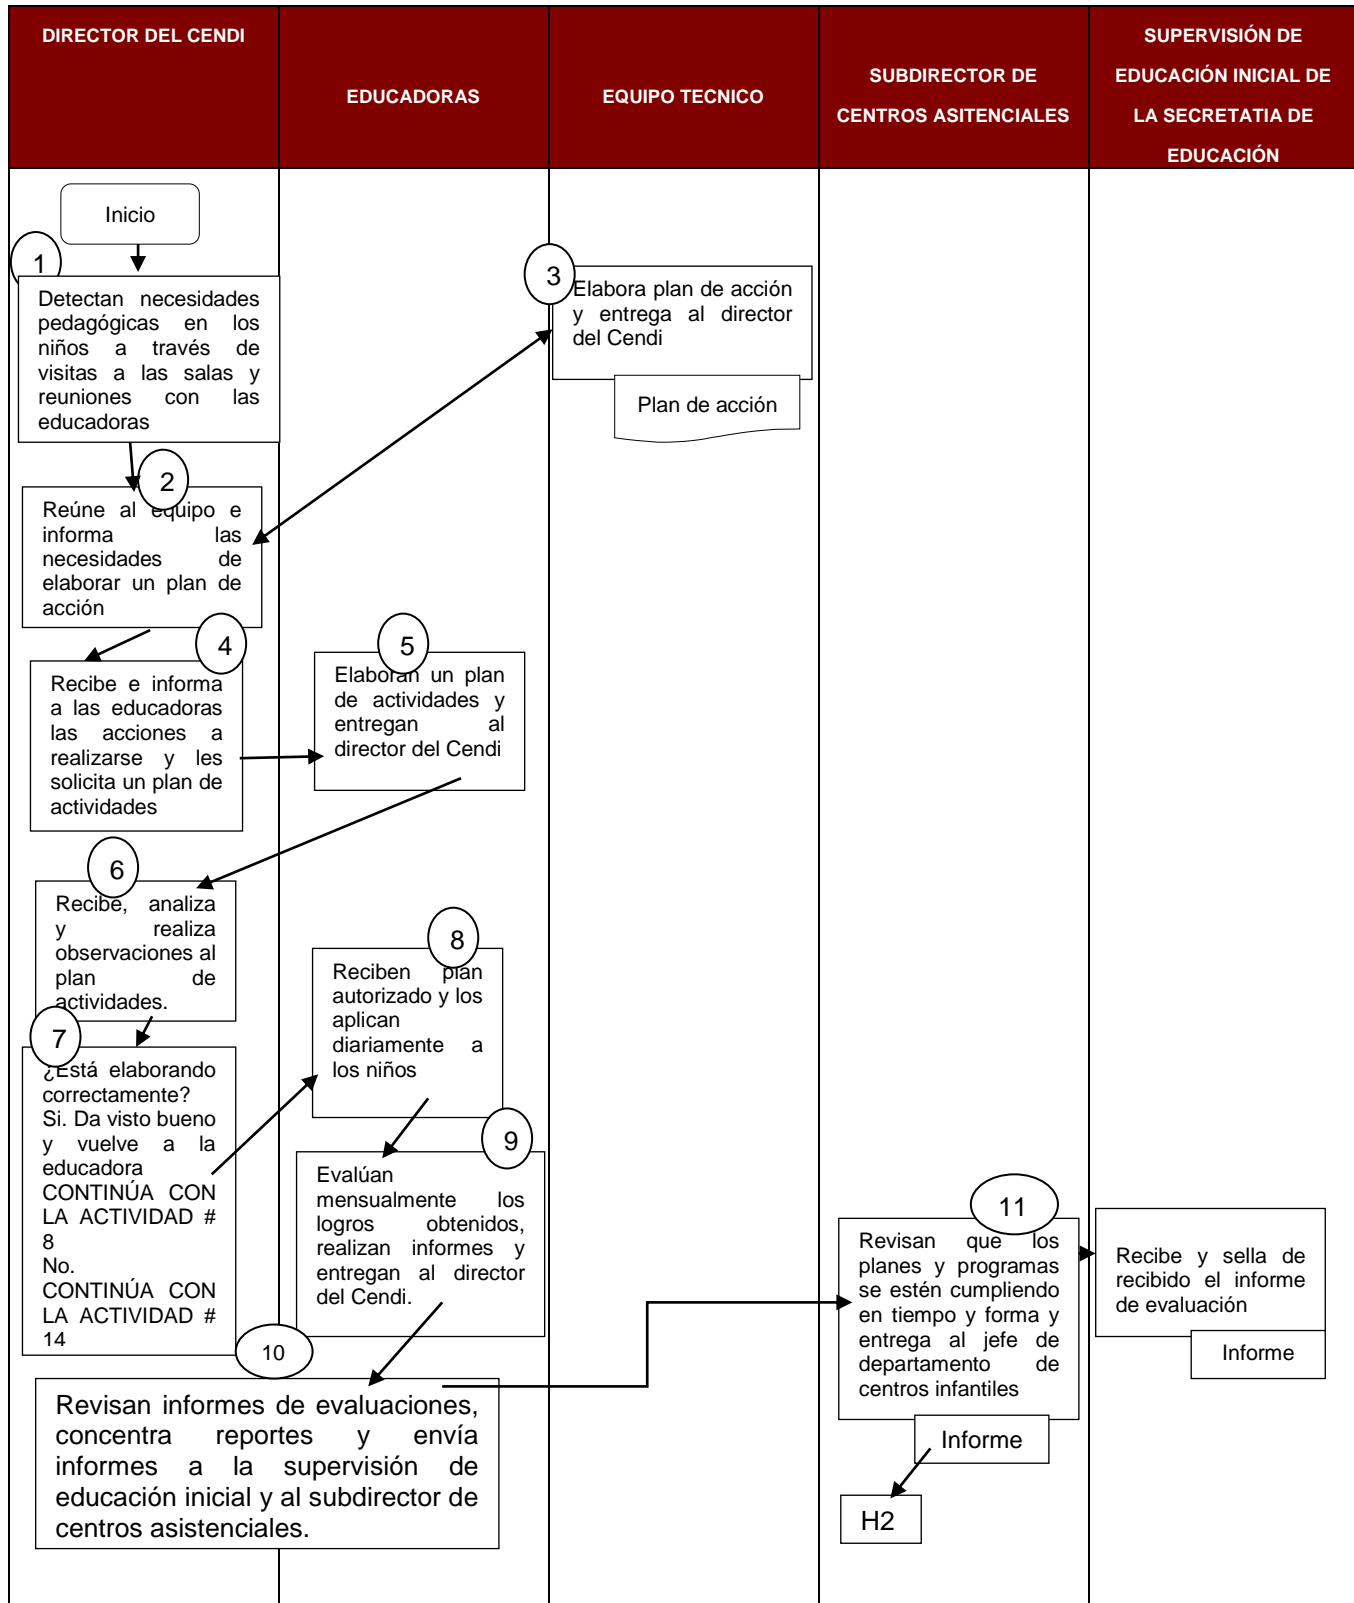 DIRECTOR DEL CENDI
EDUCADORAS
EQUIPO TECNICO
SUBDIRECTOR DE
CENTROS ASITENCIALES
SUPERVISIÓN DE
EDUCACIÓN INICIAL DE
LA SECRETATIA DE
EDUCACIÓN
Inicio
1
Detectan necesidades
pedagógicas en los
niños a través de
visitas a las salas y
reuniones con las
educadoras
2
Reúne al equipo e
informa las
necesidades de
elaborar un plan de
acción
3
Elabora plan de acción
y entrega al director
del Cendi
Plan de acción
4
Recibe e informa
a las educadoras
las acciones a
realizarse y les
solicita un plan de
actividades
5
Elaboran un plan
de actividades y
entregan al
director del Cendi
6
Recibe, analiza
y realiza
observaciones al
plan de
actividades.
7
¿Está elaborando
correctamente?
Si. Da visto bueno
y vuelve a la
educadora
CONTINÚA CON
LA ACTIVIDAD #
8
No.
CONTINÚA CON
LA ACTIVIDAD #
14
8
Reciben plan
autorizado y los
aplican
diariamente a
los niños
9
Evalúan
mensualmente los
logros obtenidos,
realizan informes y
entregan al director
del Cendi.
10
Revisan informes de evaluaciones,
concentra reportes y envía
informes a la supervisión de
educación inicial y al subdirector de
centros asistenciales.
11
Revisan que los
planes y programas
se estén cumpliendo
en tiempo y forma y
entrega al jefe de
departamento de
centros infantiles
Informe
H2
Recibe y sella de
recibido el informe
de evaluación
Informe